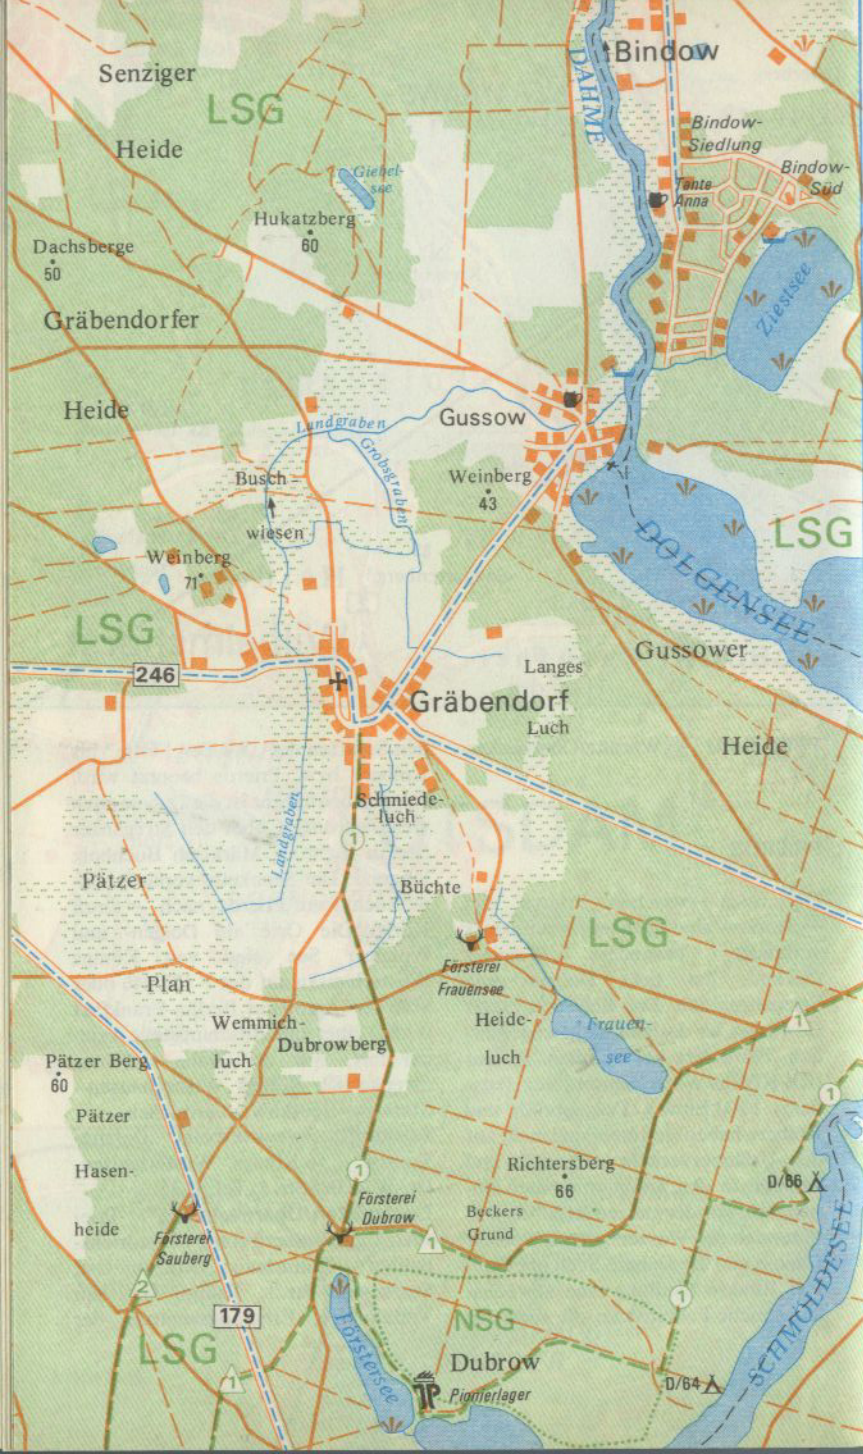 Senziger
LSG
Heide
DAHME
Bindow
Bindow-
Siedlung
Bindow-
Süd
Tante
Anna
Giebel-
see
Hukatzberg
60
Dachsberge
50
Ziestsee
Gräbendorfer
Heide
Gussow
Landgraben
Grobsgraben
Weinberg
43
Busch-
wiesen
DOLGENSEE
LSG
Weinberg
71
LSG
246
Gussower
Heide
Langes
Luch
Gräbendorf
Schmiede-
luch
1
Landgraben
Pätzer
Plan
Büchte
LSG
Försterei
Frauensee
Heide-
luch
Frauen-
see
1
Wemmich-
luch
Dubrowberg
Pätzer Berg
60
Pätzer
Hasen-
heide
1
1
Richtersberg
66
D/66
Försterei
Dubrow
Beckers
Grund
1
Försterei
Sauberg
2
179
LSG
1
Förstersee
NSG
Dubrow
Pionierlager
1
D/64
SCHMÖLDESEE